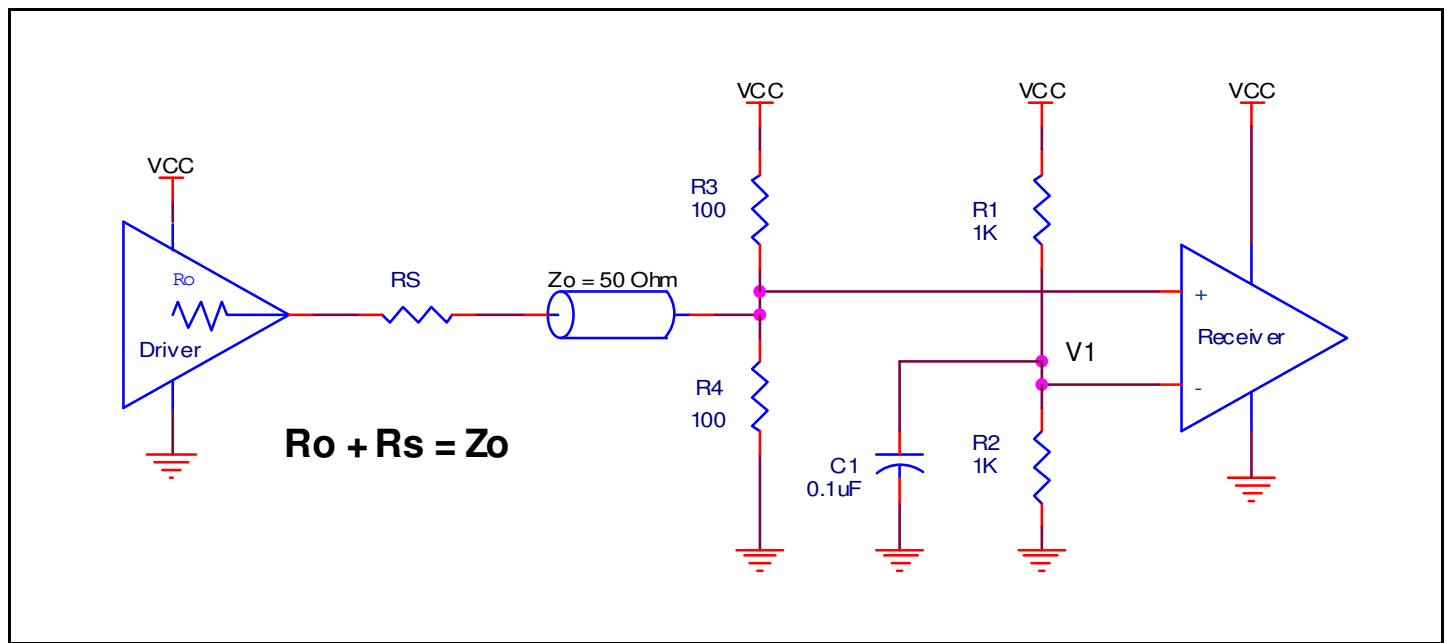 VCC
VCC
VCC
VCC
R3
100
R1
1K
Ro
RS
Zo = 50 Ohm
+
Driver
Receiver
V1
R4
100
-
Ro + Rs = Zo
R2
1K
C1
0.1uF